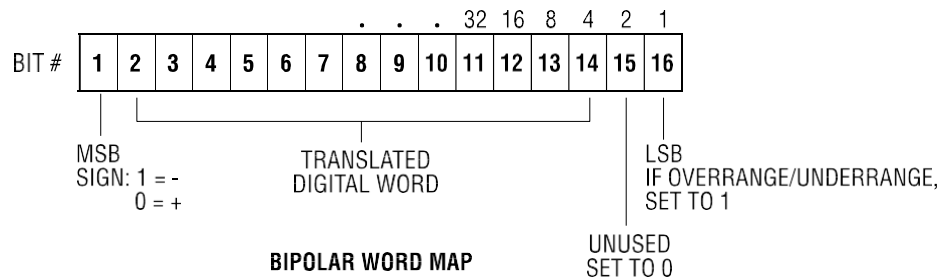 . . . 32 16 8 4 2 1
BIT # 1 2 3 4 5 6 7 8 9 10 11 12 13 14 15 16
MSB
SIGN: 1 = -
0 = +
TRANSLATED
DIGITAL WORD
LSB
IF OVERRANGE/UNDERRANGE,
SET TO 1
UNUSED
SET TO 0
BIPOLAR WORD MAP